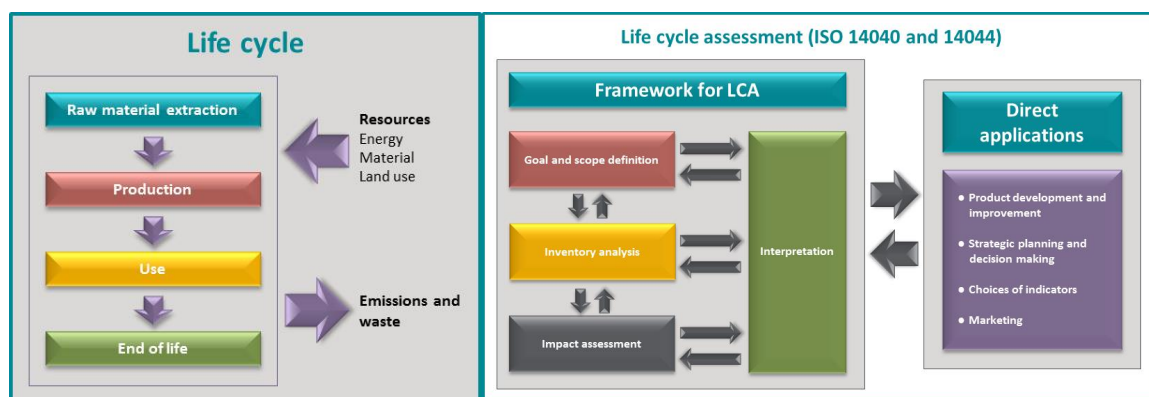 Life cycle
Raw material extraction
Production
Use
End of life
Resources
Energy
Material
Land use
Emissions and
waste
Life cycle assessment (ISO 14040 and 14044)
Framework for LCA
Goal and scope definition
Inventory analysis
Impact assessment
Interpretation
Direct
applications
● Product development and
improvement
● Strategic planning and
decision making
● Choices of indicators
● Marketing